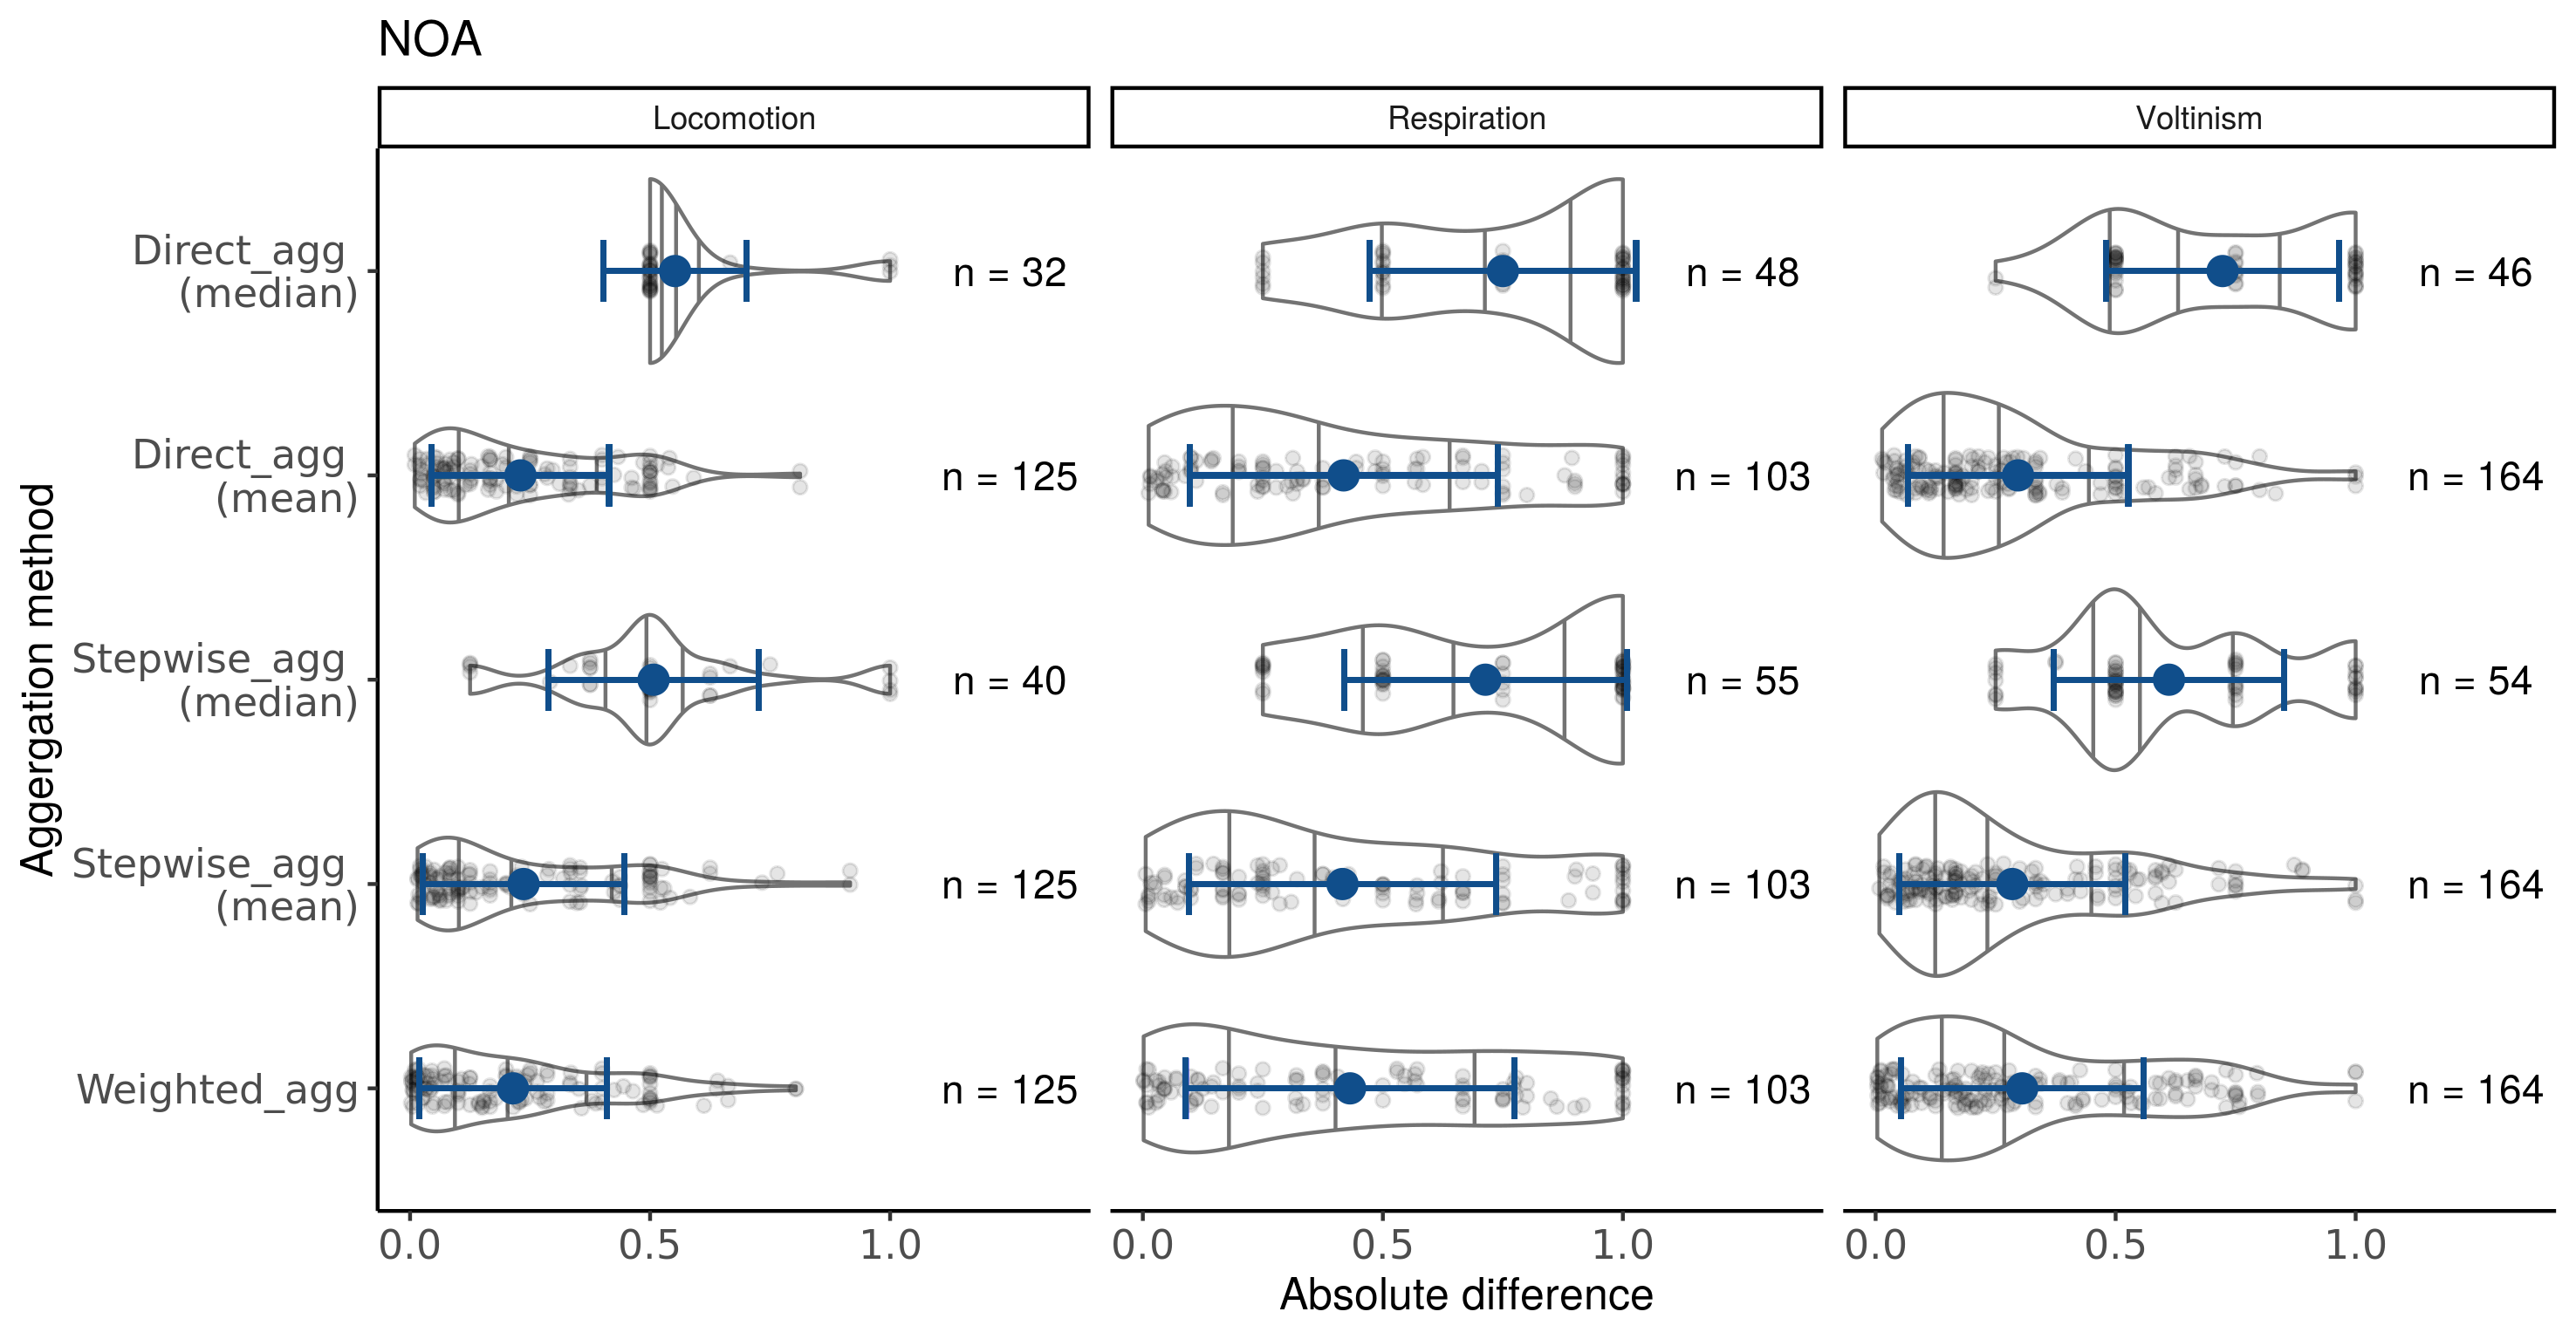 NOA
Locomotion
Respiration
Voltinism
Aggergation method
Direct_agg
(median)
n = 32
n = 48
n = 46
Direct_agg
(mean)
n = 125
n = 103
n = 164
Stepwise_agg
(median)
n = 40
n = 55
n = 54
Stepwise_agg
(mean)
n = 125
n = 103
n = 164
Weighted_agg
n = 125
n = 103
n = 164
0.0 0.5 1.0
0.0 0.5 1.0
0.0 0.5 1.0
Absolute difference